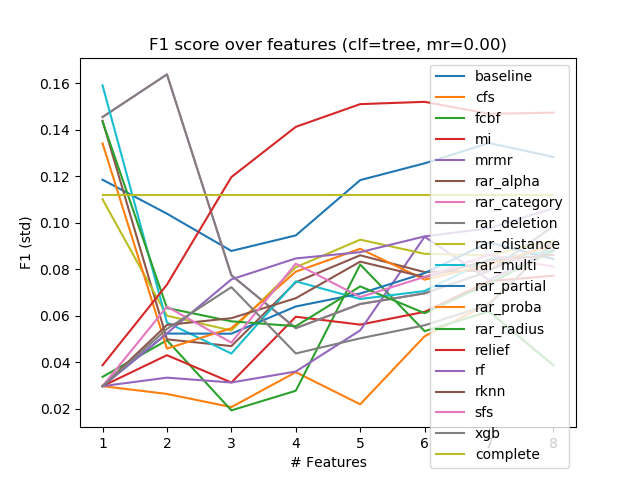 F1 score over features (clf=tree, mr=0.00)
F1 (std)
0.16
0.14
0.12
0.10
0.08
0.06
0.04
0.02
baseline
cfs
fcbf
mi
mrmr
rar_alpha
rar_category
rar_deletion
rar_distance
rar_multi
rar_partial
rar_proba
rar_radius
relief
rf
rknn
sfs
xgb
complete
1 2 3 4 5 6 7 8
# Features